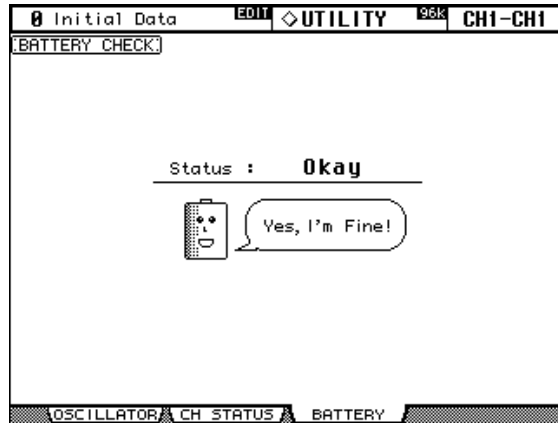 0 Initial Data EDIT ◇UTILITY 96K CH1-CH1
BATTERY CHECK
Status : Okay
Yes, I'm Fine!
OSCILLATOR CH STATUS BATTERY